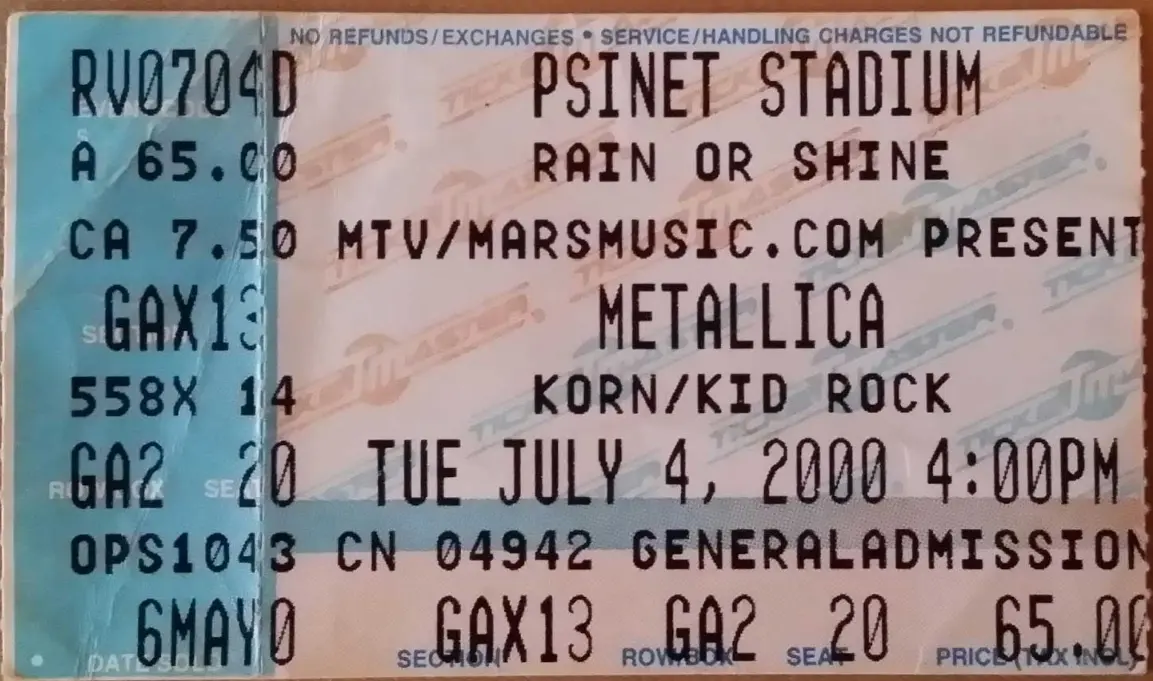 NO REFUNDS/EXCHANGES • SERVICE/HANDLING CHARGES NOT REFUNDABLE
RV0704D PSINET STADIUM
A 65.00 RAIN OR SHINE
CA 7.50 MTV/MARSMUSIC.COM PRESENT
GAX13 METALLICA
558X 14 KORN/KID ROCK
GA2 20 TUE JULY 4, 2000 4:00PM
OPS1043 CN 04942 GENERALADMISSION
6MAY0 GAX13 GA2 20 65.00
DATE SOLD SECTION ROW/BOX SEAT PRICE (TAX INCL)